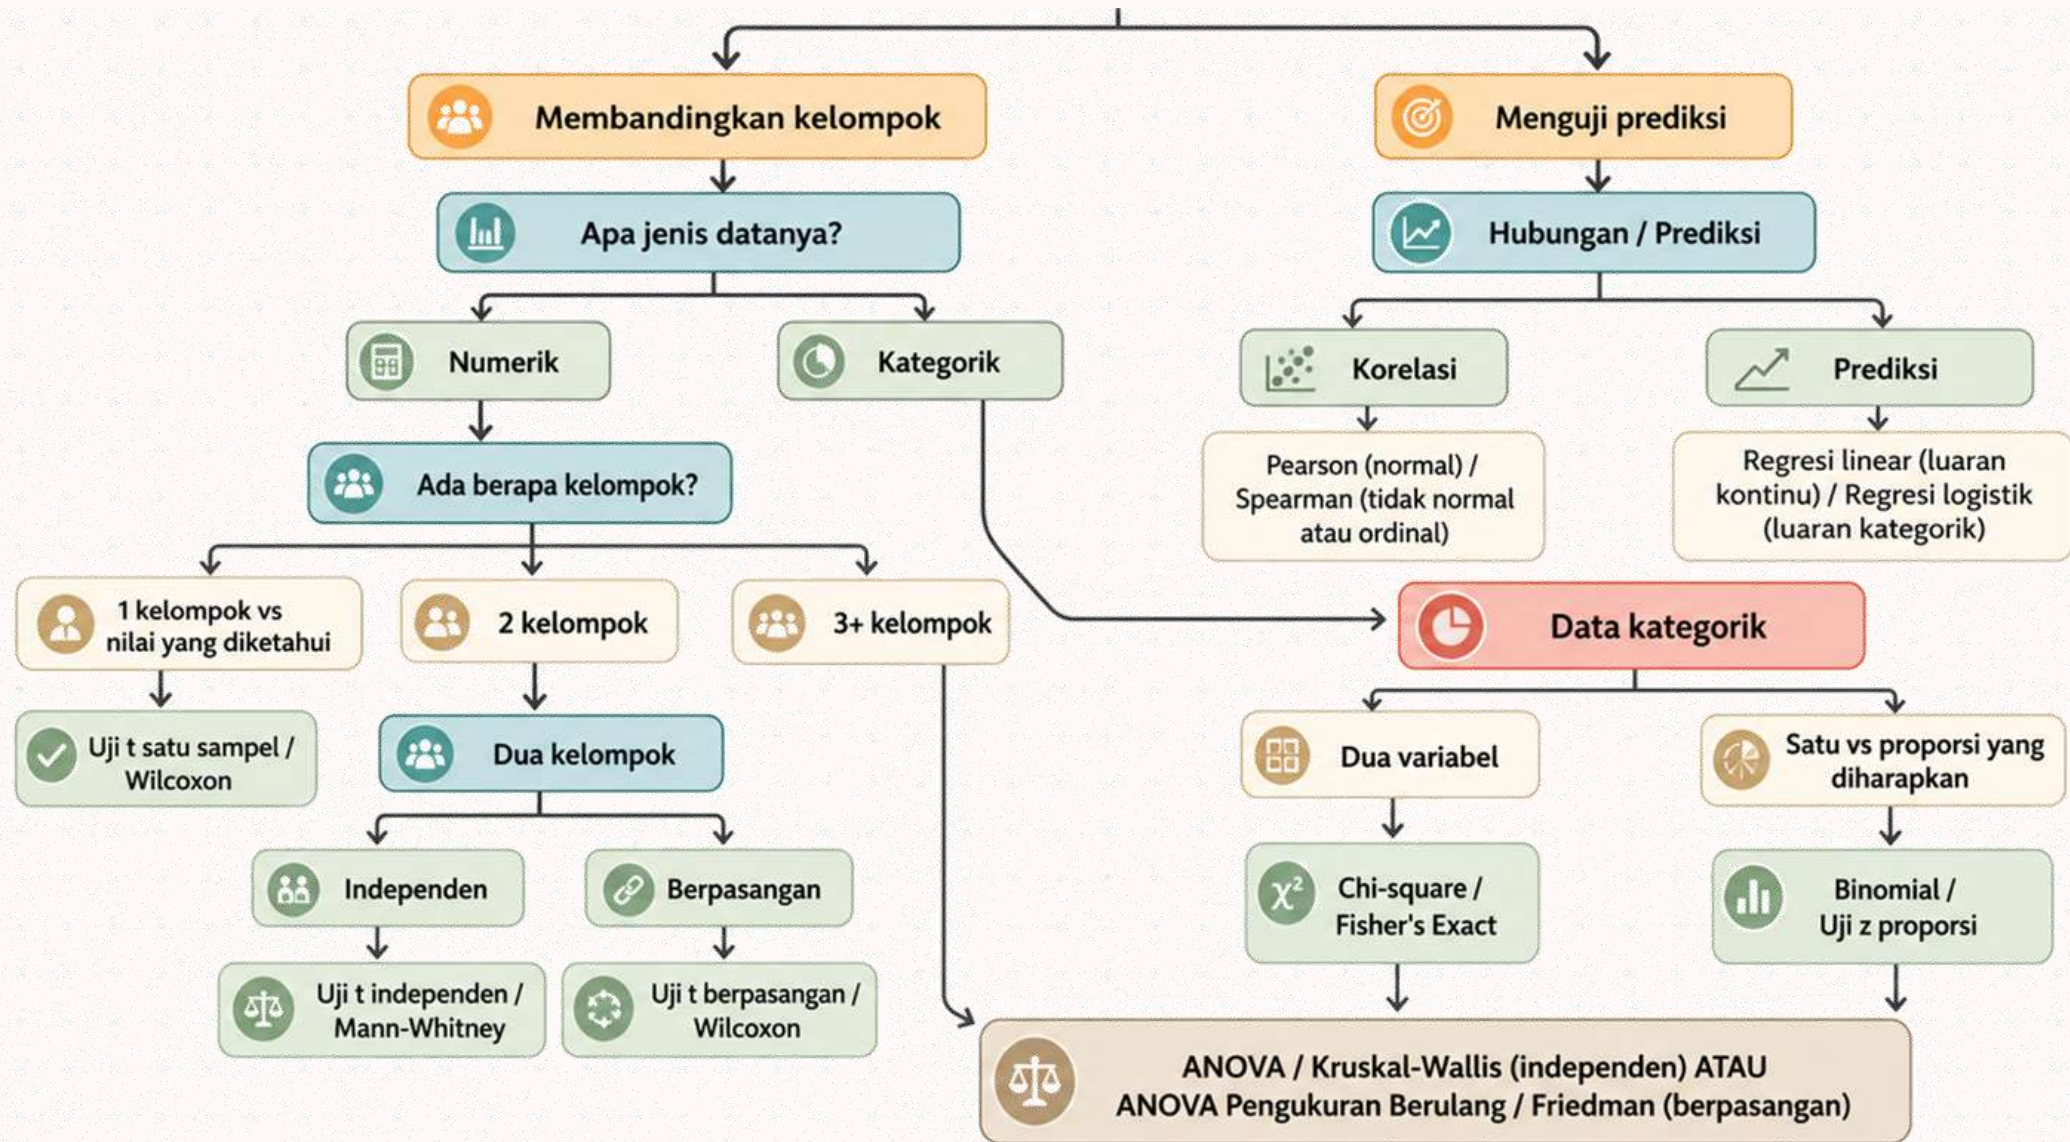 Membandingkan kelompok
Menguji prediksi
Apa jenis datanya?
Hubungan / Prediksi
Numerik
Kategorik
Korelasi
Prediksi
Ada berapa kelompok?
Pearson (normal) /
Spearman (tidak normal
atau ordinal)
Regresi linear (luaran
kontinu) / Regresi logistik
(luaran kategorik)
1 kelompok vs
nilai yang diketahui
2 kelompok
3+ kelompok
Data kategorik
Uji t satu sampel /
Wilcoxon
Dua kelompok
Dua variabel
Satu vs proporsi yang
diharapkan
Independen
Berpasangan
χ²
Chi-square /
Fisher's Exact
Binomial /
Uji z proporsi
Uji t independen /
Mann-Whitney
Uji t berpasangan /
Wilcoxon
ANOVA / Kruskal-Wallis (independen) ATAU
ANOVA Pengukuran Berulang / Friedman (berpasangan)